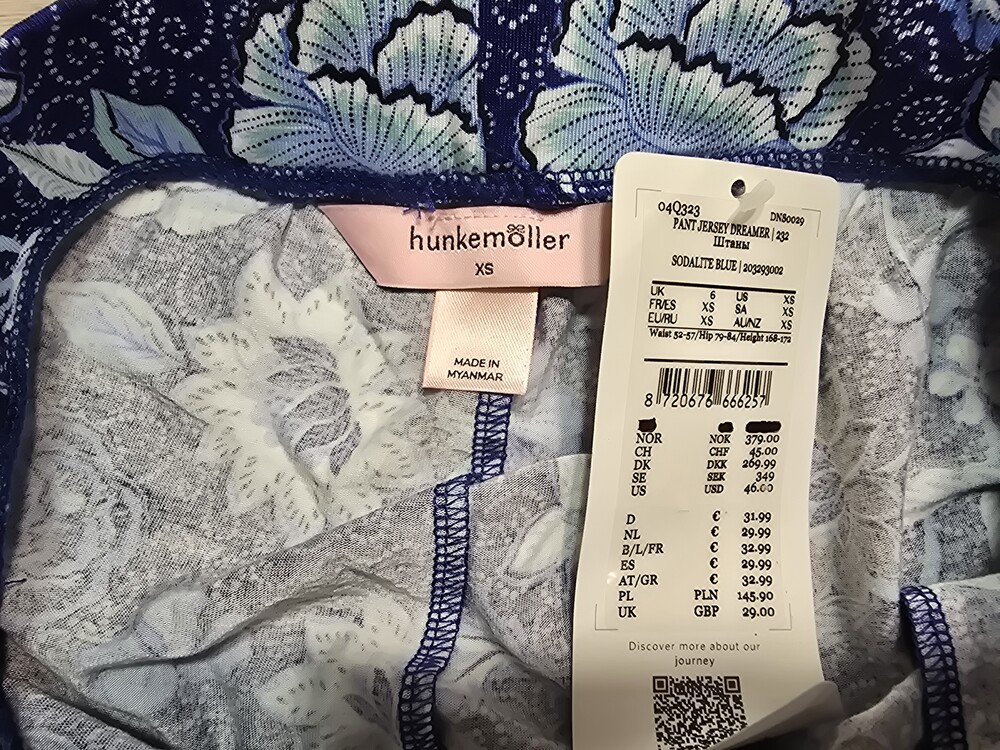 hunkemöller
XS
MADE IN
MYANMAR
04Q323 DN80029
PANT JERSEY DREAMER | 232
Штаны
SODALITE BLUE | 203293002
UK 6 US XS
FR/ES XS SA XS
EU/RU XS AU/NZ XS
Waist 52-57/Hip 79-84/Height 168-172
8 720676 666257
NOR NOK 379.00
CH CHF 45.00
DK DKK 269.99
SE SEK 349
US USD 46.00
D € 31.99
NL € 29.99
B/L/FR € 32.99
ES € 29.99
AT/GR € 32.99
PL PLN 145.90
UK GBP 29.00
Discover more about our
journey